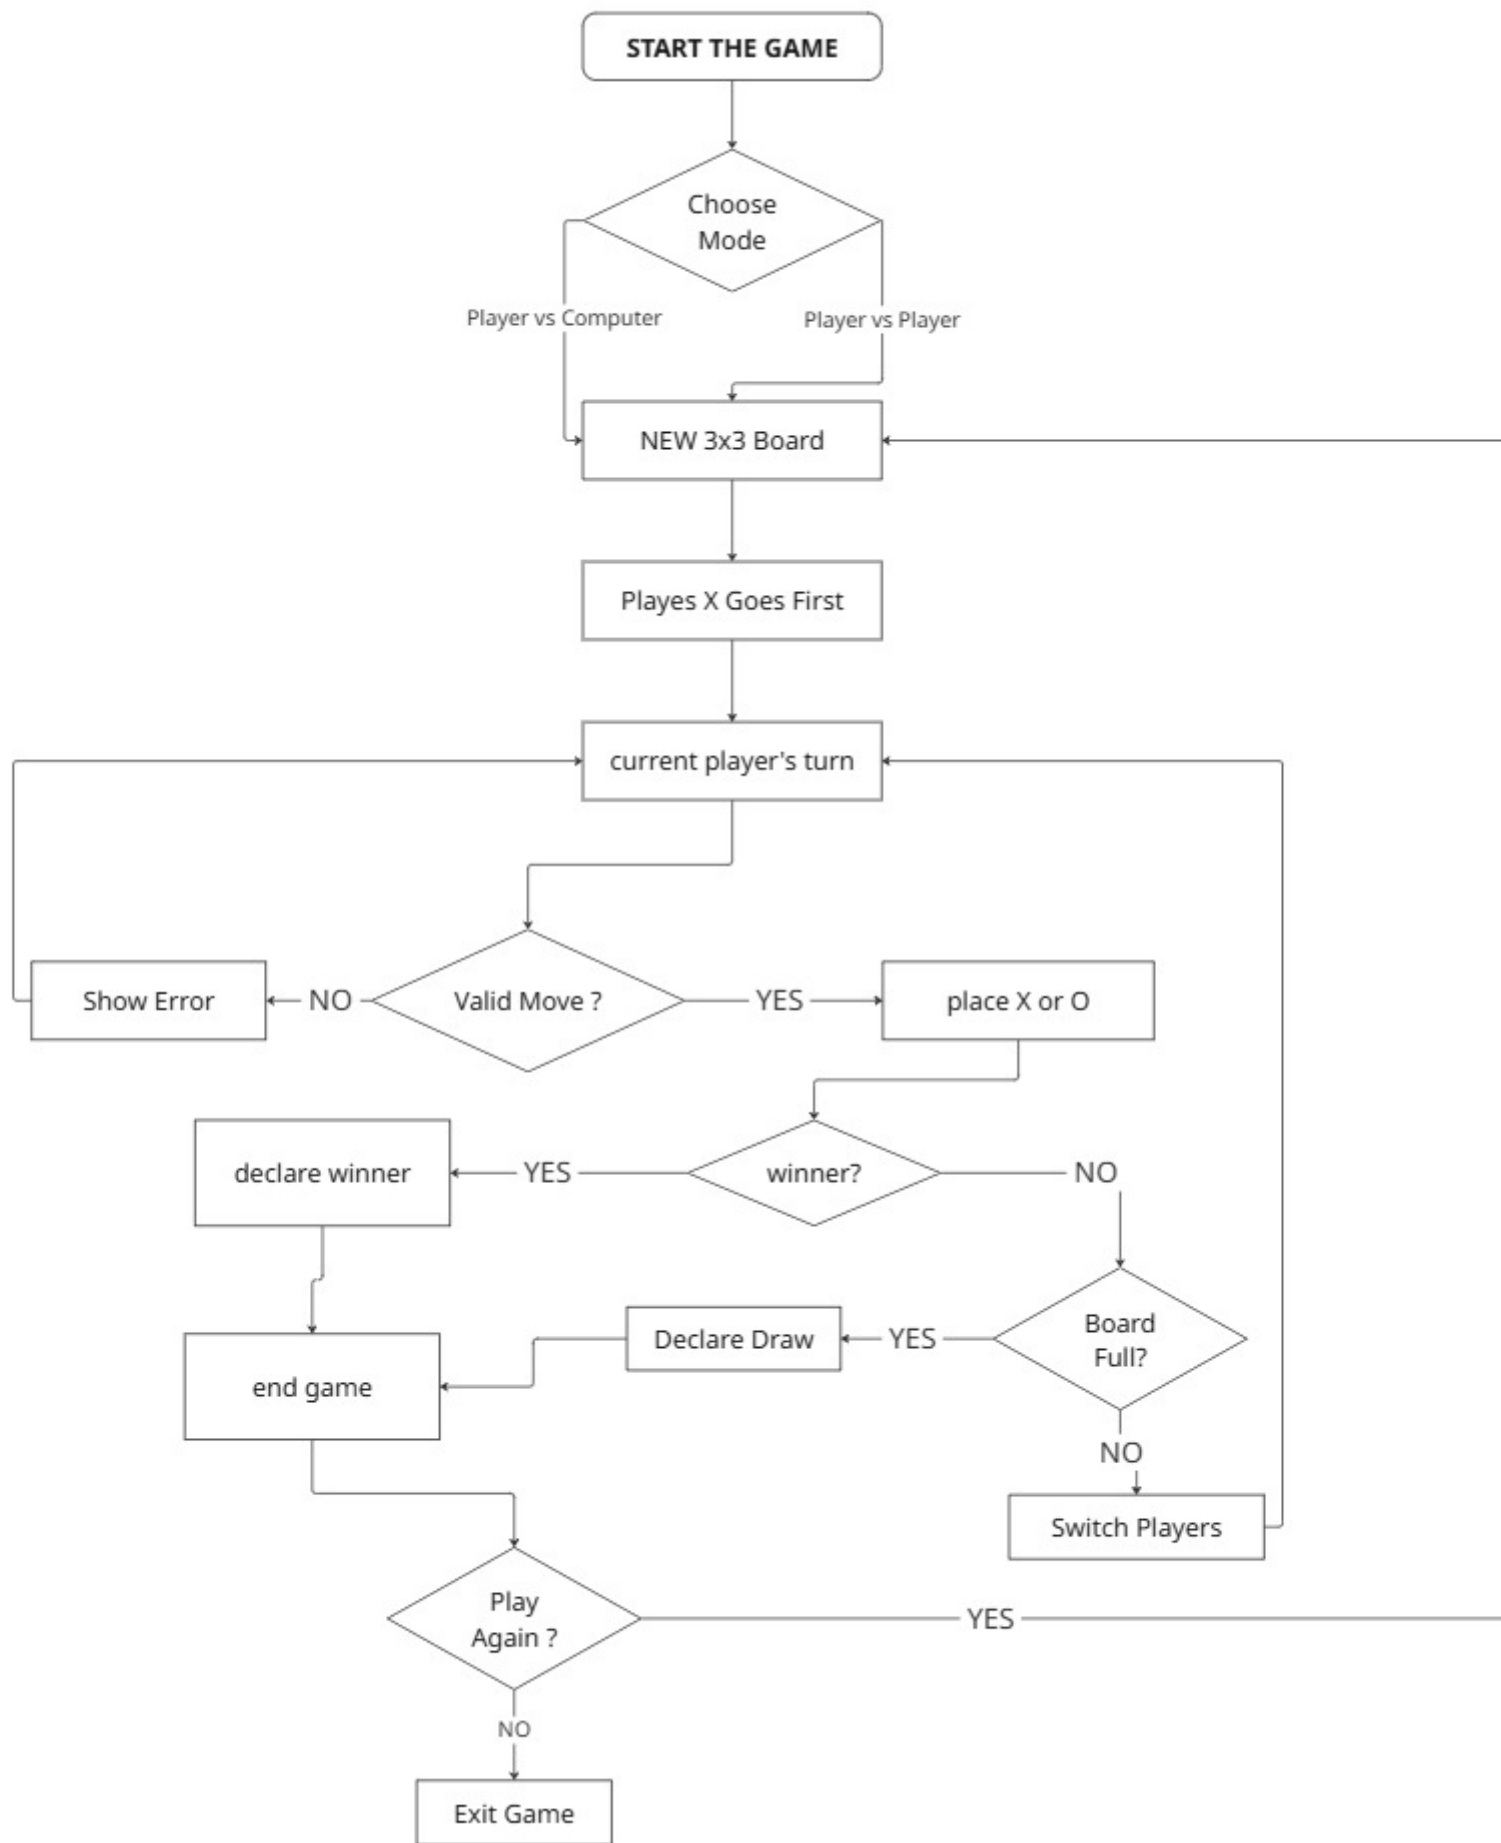 START THE GAME
Choose
Mode
Player vs Computer
Player vs Player
NEW 3x3 Board
Playes X Goes First
current player's turn
Show Error
NO
Valid Move ?
YES
place X or O
declare winner
YES
winner?
NO
Declare Draw
YES
Board
Full?
end game
NO
Switch Players
Play
Again ?
YES
NO
Exit Game